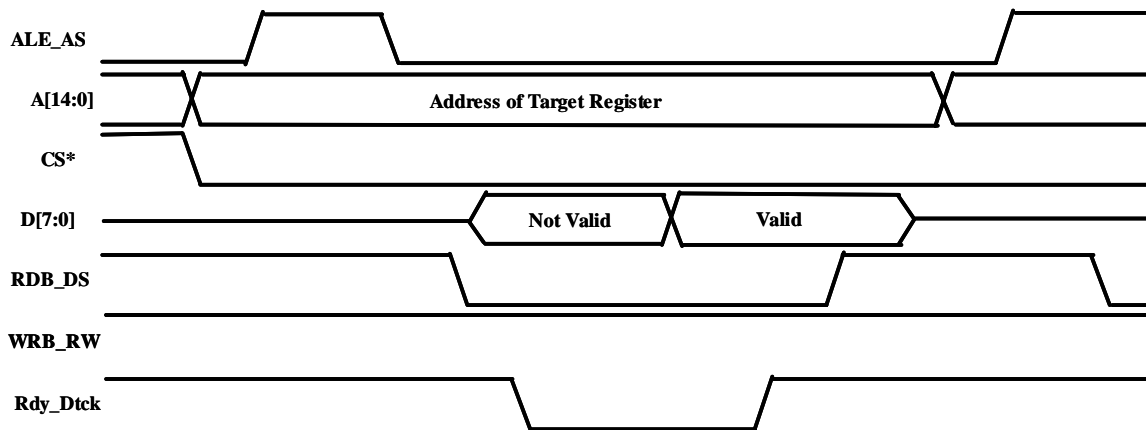 ALE_AS
A[14:0]
Address of Target Register
CS*
D[7:0]
Not Valid
Valid
RDB_DS
WRB_RW
Rdy_Dtck